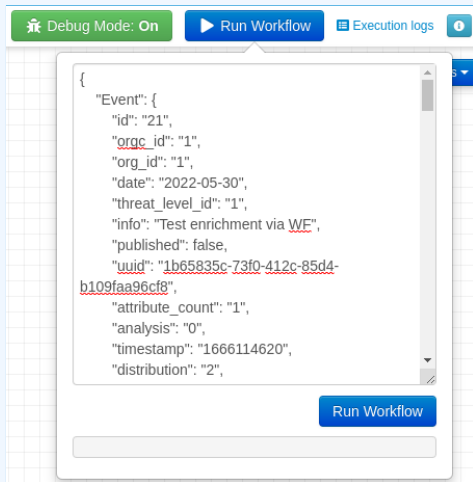 Debug Mode: On
Run Workflow
Execution logs
s
{
"Event": {
"id": "21",
"orgc_id": "1",
"org_id": "1",
"date": "2022-05-30",
"threat_level_id": "1",
"info": "Test enrichment via WF",
"published": false,
"uuid": "1b65835c-73f0-412c-85d4-
b109faa96cf8",
"attribute_count": "1",
"analysis": "0",
"timestamp": "1666114620",
"distribution": "2",
Run Workflow